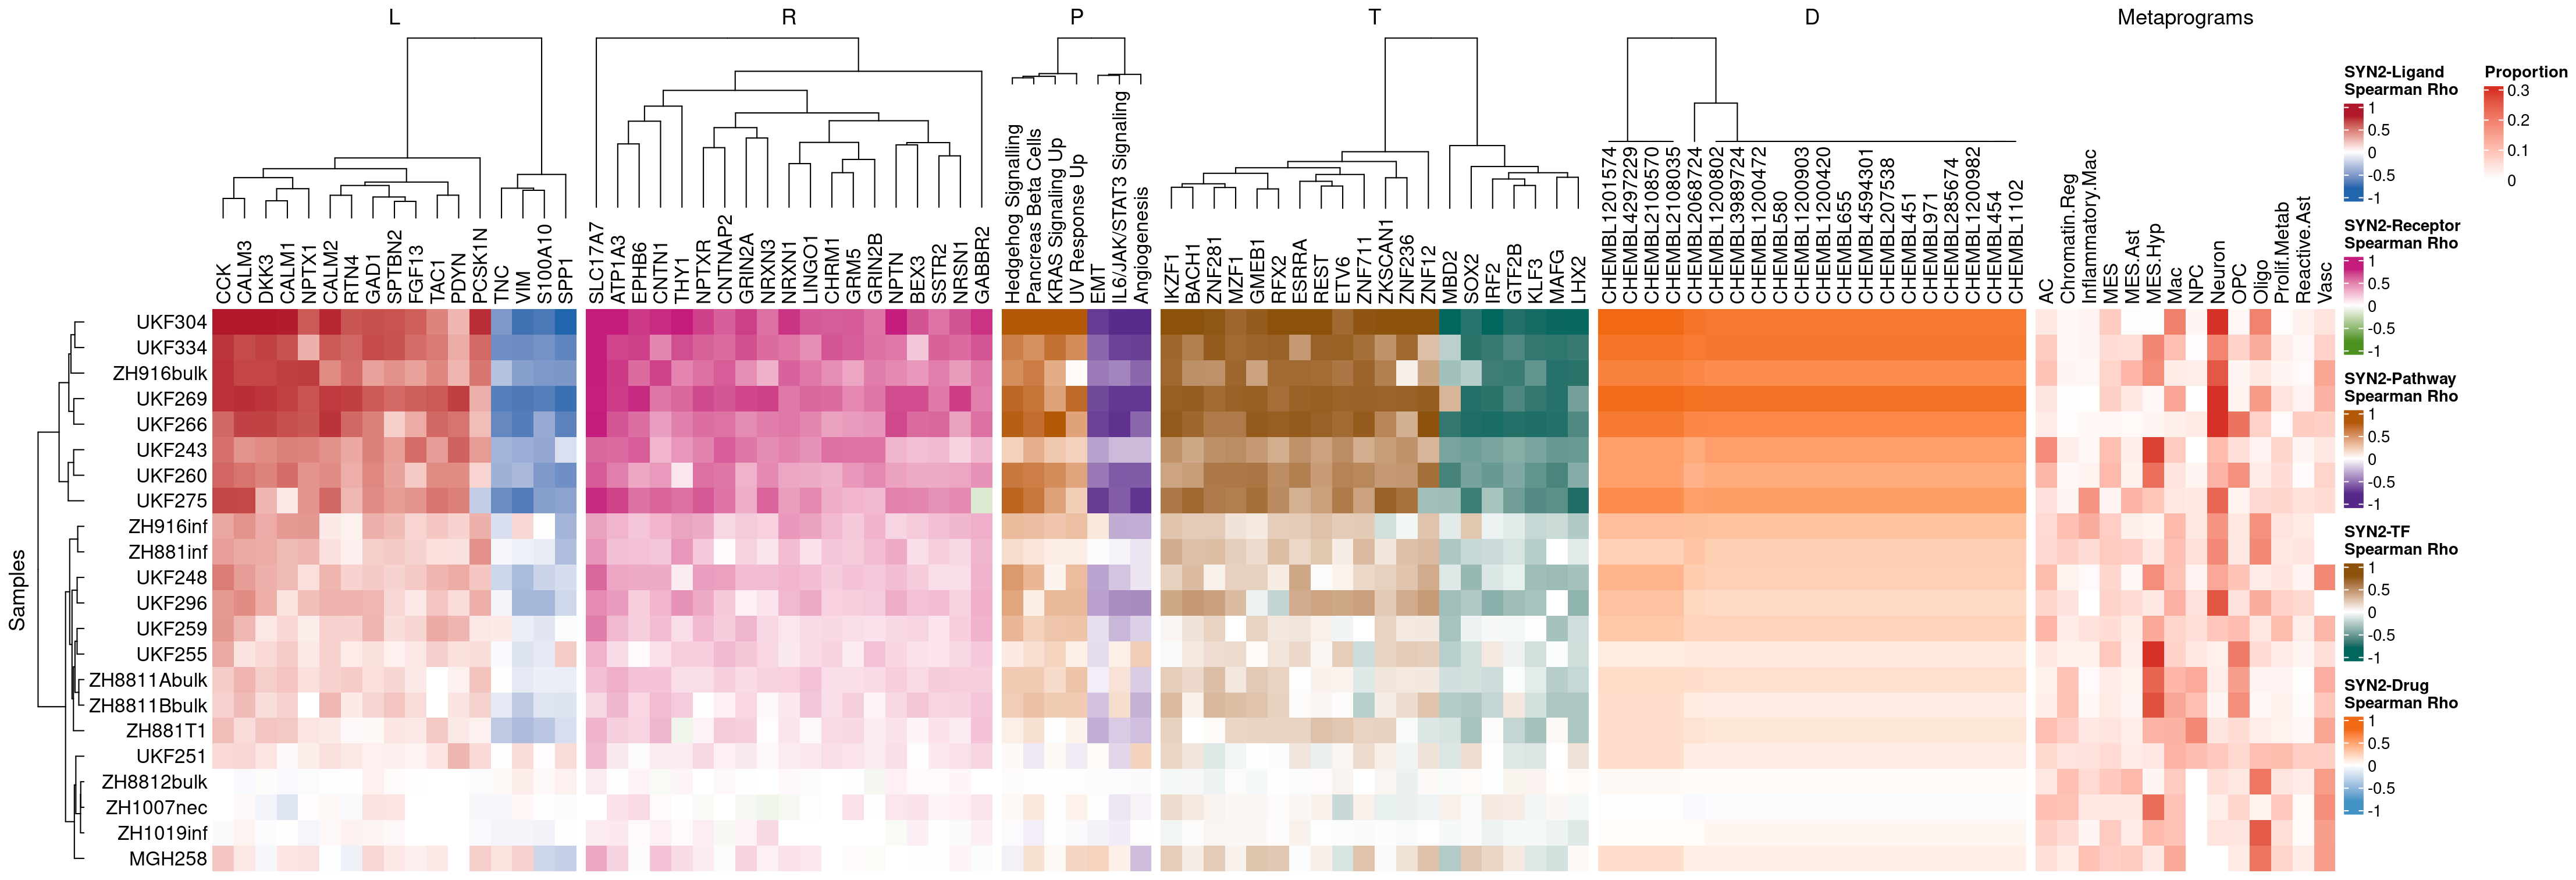 L R P T D Metaprograms
CCK
CALM3
DKK3
CALM1
NPTX1
CALM2
RTN4
GAD1
SPTBN2
FGF13
TAC1
PDYN
PCSK1N
TNC
VIM
S100A10
SPP1
SLC17A7
ATP1A3
EPHB6
CNTN1
THY1
NPTXR
CNTNAP2
GRIN2A
NRXN3
NRXN1
LINGO1
CHRM1
GRM5
GRIN2B
NPTN
BEX3
SSTR2
NRSN1
GABBR2
Hedgehog Signalling
Pancreas Beta Cells
KRAS Signaling Up
UV Response Up
EMT
IL6/JAK/STAT3 Signaling
Angiogenesis
IKZF1
BACH1
ZNF281
MZF1
GMEB1
RFX2
ESRRA
REST
ETV6
ZNF711
ZKSCAN1
ZNF236
ZNF12
MBD2
SOX2
IRF2
GTF2B
KLF3
MAFG
LHX2
CHEMBL1201574
CHEMBL4297229
CHEMBL2108570
CHEMBL2108035
CHEMBL2068724
CHEMBL1200802
CHEMBL3989724
CHEMBL1200472
CHEMBL580
CHEMBL1200903
CHEMBL1200420
CHEMBL655
CHEMBL4594301
CHEMBL2075538
CHEMBL451
CHEMBL971
CHEMBL285674
CHEMBL1200982
CHEMBL454
CHEMBL1102
AC
Chromatin.Reg
Inflammatory.Mac
MES
MES.Ast
MES.Hyp
Mac
NPC
Neuron
OPC
Oligo
Prolif.Metab
Reactive.Ast
Vasc
Samples
UKF304
UKF334
ZH916bulk
UKF269
UKF266
UKF243
UKF260
UKF275
ZH916inf
ZH881inf
UKF248
UKF296
UKF259
UKF255
ZH8811Abulk
ZH8811Bbulk
ZH881T1
UKF251
ZH8812bulk
ZH1007nec
ZH1019inf
MGH258
SYN2-Ligand
Spearman Rho
1
0.5
0
-0.5
-1
SYN2-Receptor
Spearman Rho
1
0.5
0
-0.5
-1
SYN2-Pathway
Spearman Rho
1
0.5
0
-0.5
-1
SYN2-TF
Spearman Rho
1
0.5
0
-0.5
-1
SYN2-Drug
Spearman Rho
1
0.5
0
-0.5
-1
Proportion
0.3
0.2
0.1
0